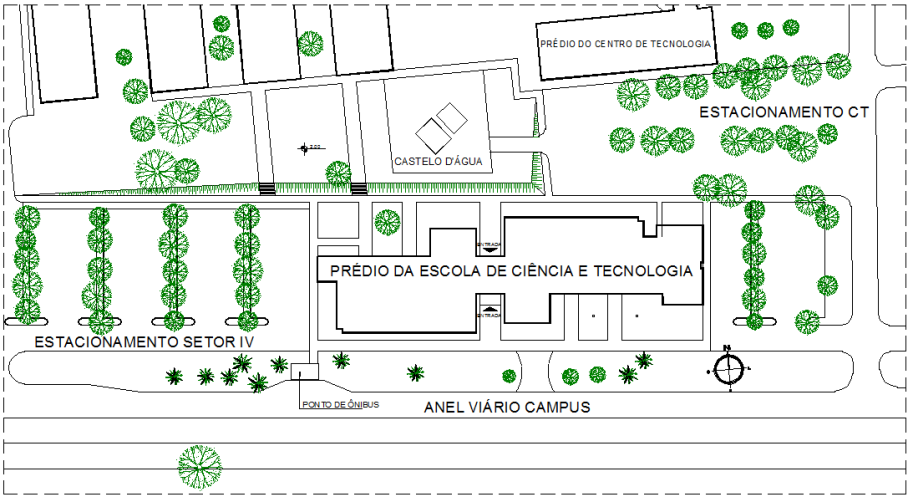 PRÉDIO DO CENTRO DE TECNOLOGIA
ESTACIONAMENTO CT
CASTELO D'ÁGUA
ENTRADA
PRÉDIO DA ESCOLA DE CIÊNCIA E TECNOLOGIA
ENTRADA
ESTACIONAMENTO SETOR IV
PONTO DE ÔNIBUS
ANEL VIÁRIO CAMPUS